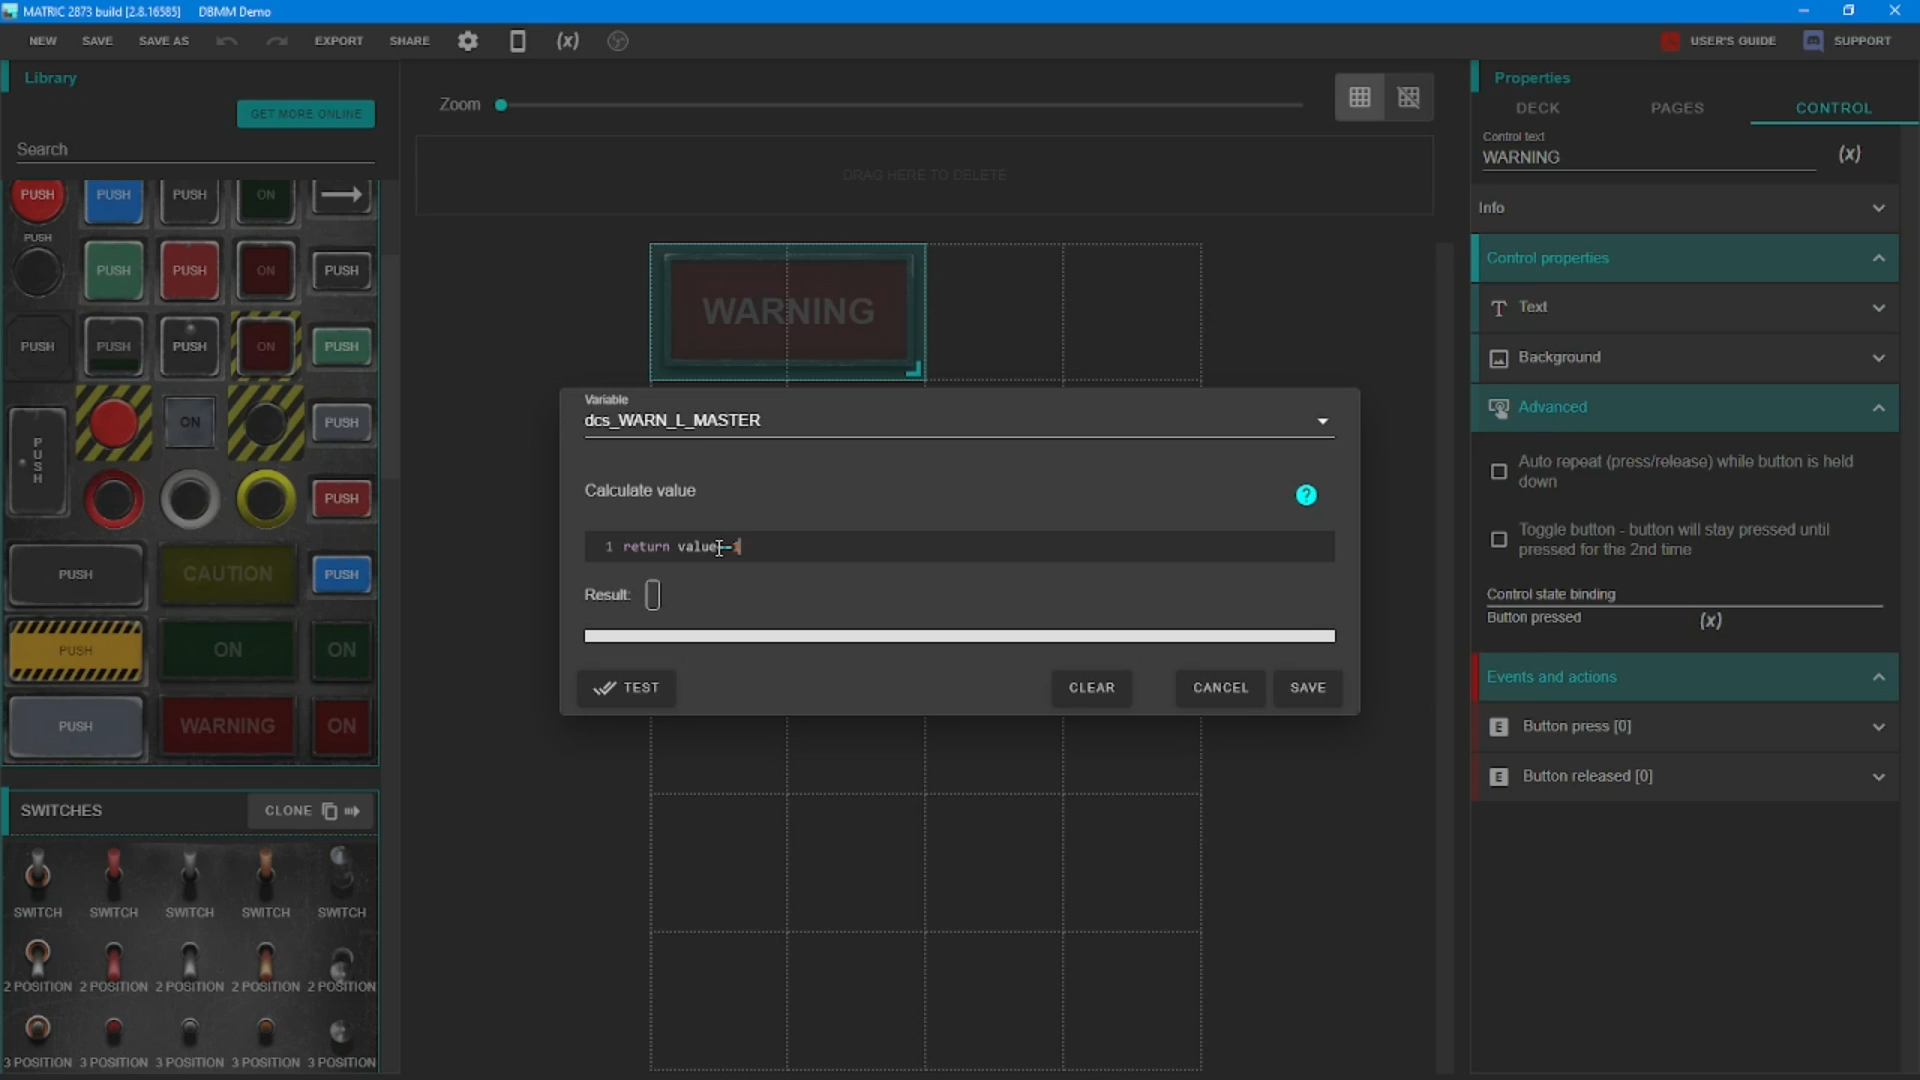 MATRIC 2873 build [2.8.16585] DBMM Demo
NEW SAVE SAVE AS EXPORT SHARE (x) USER'S GUIDE SUPPORT
Library
GET MORE ONLINE
Search
PUSH PUSH PUSH ON
PUSH
PUSH PUSH ON PUSH
PUSH PUSH PUSH ON PUSH
PUSH ON PUSH
PUSH
PUSH CAUTION PUSH
PUSH ON ON
PUSH WARNING ON
SWITCHES CLONE
SWITCH SWITCH SWITCH SWITCH SWITCH
2 POSITION 2 POSITION 2 POSITION 2 POSITION 2 POSITION
3 POSITION 3 POSITION 3 POSITION 3 POSITION 3 POSITION
Zoom
DRAG HERE TO DELETE
WARNING
Variable
dcs_WARN_L_MASTER
Calculate value
?
1 return value
Result:
TEST CLEAR CANCEL SAVE
Properties
DECK PAGES CONTROL
Control text
WARNING (x)
Info
Control properties
T Text
Background
Advanced
Auto repeat (press/release) while button is held
down
Toggle button - button will stay pressed until
pressed for the 2nd time
Control state binding
Button pressed (x)
Events and actions
E Button press [0]
E Button released [0]